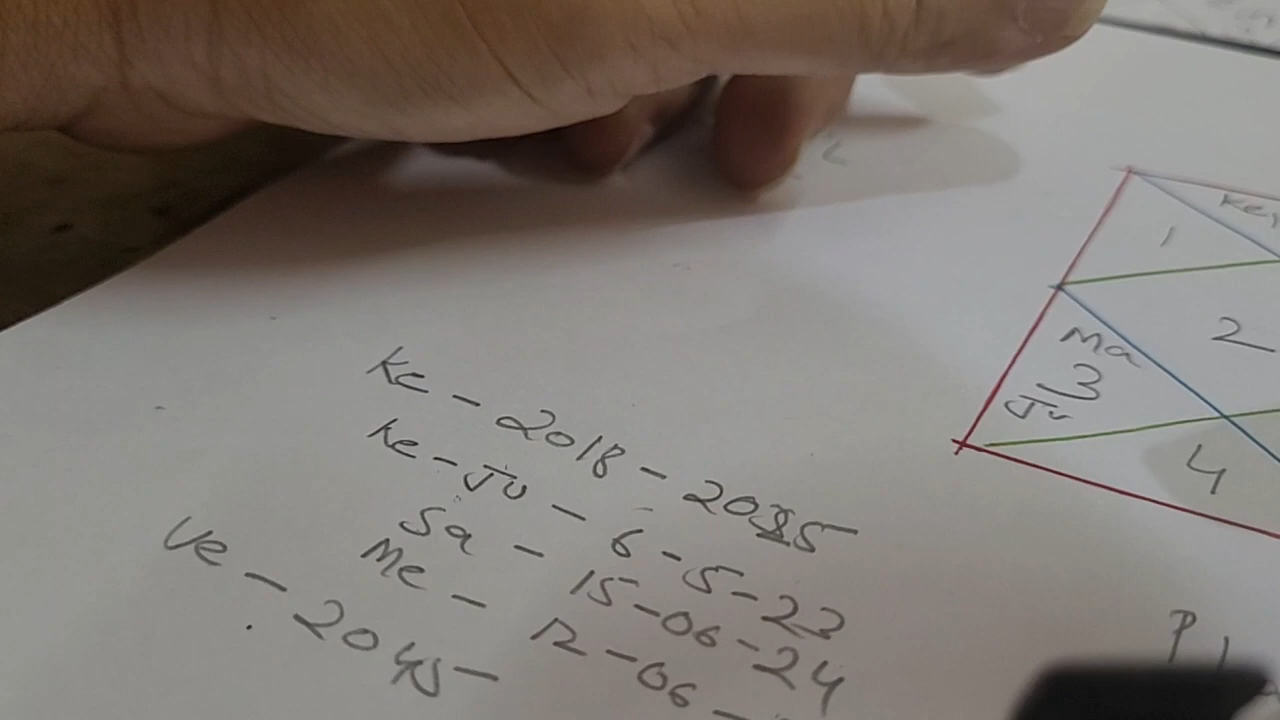 Ke - 2018 - 2025
Ke - Ju - 6-5-22
Sa - 15-06-24
Me - 12-06-
Ve - 2045 -
Ke
1
2
Ma
3
Ju
4